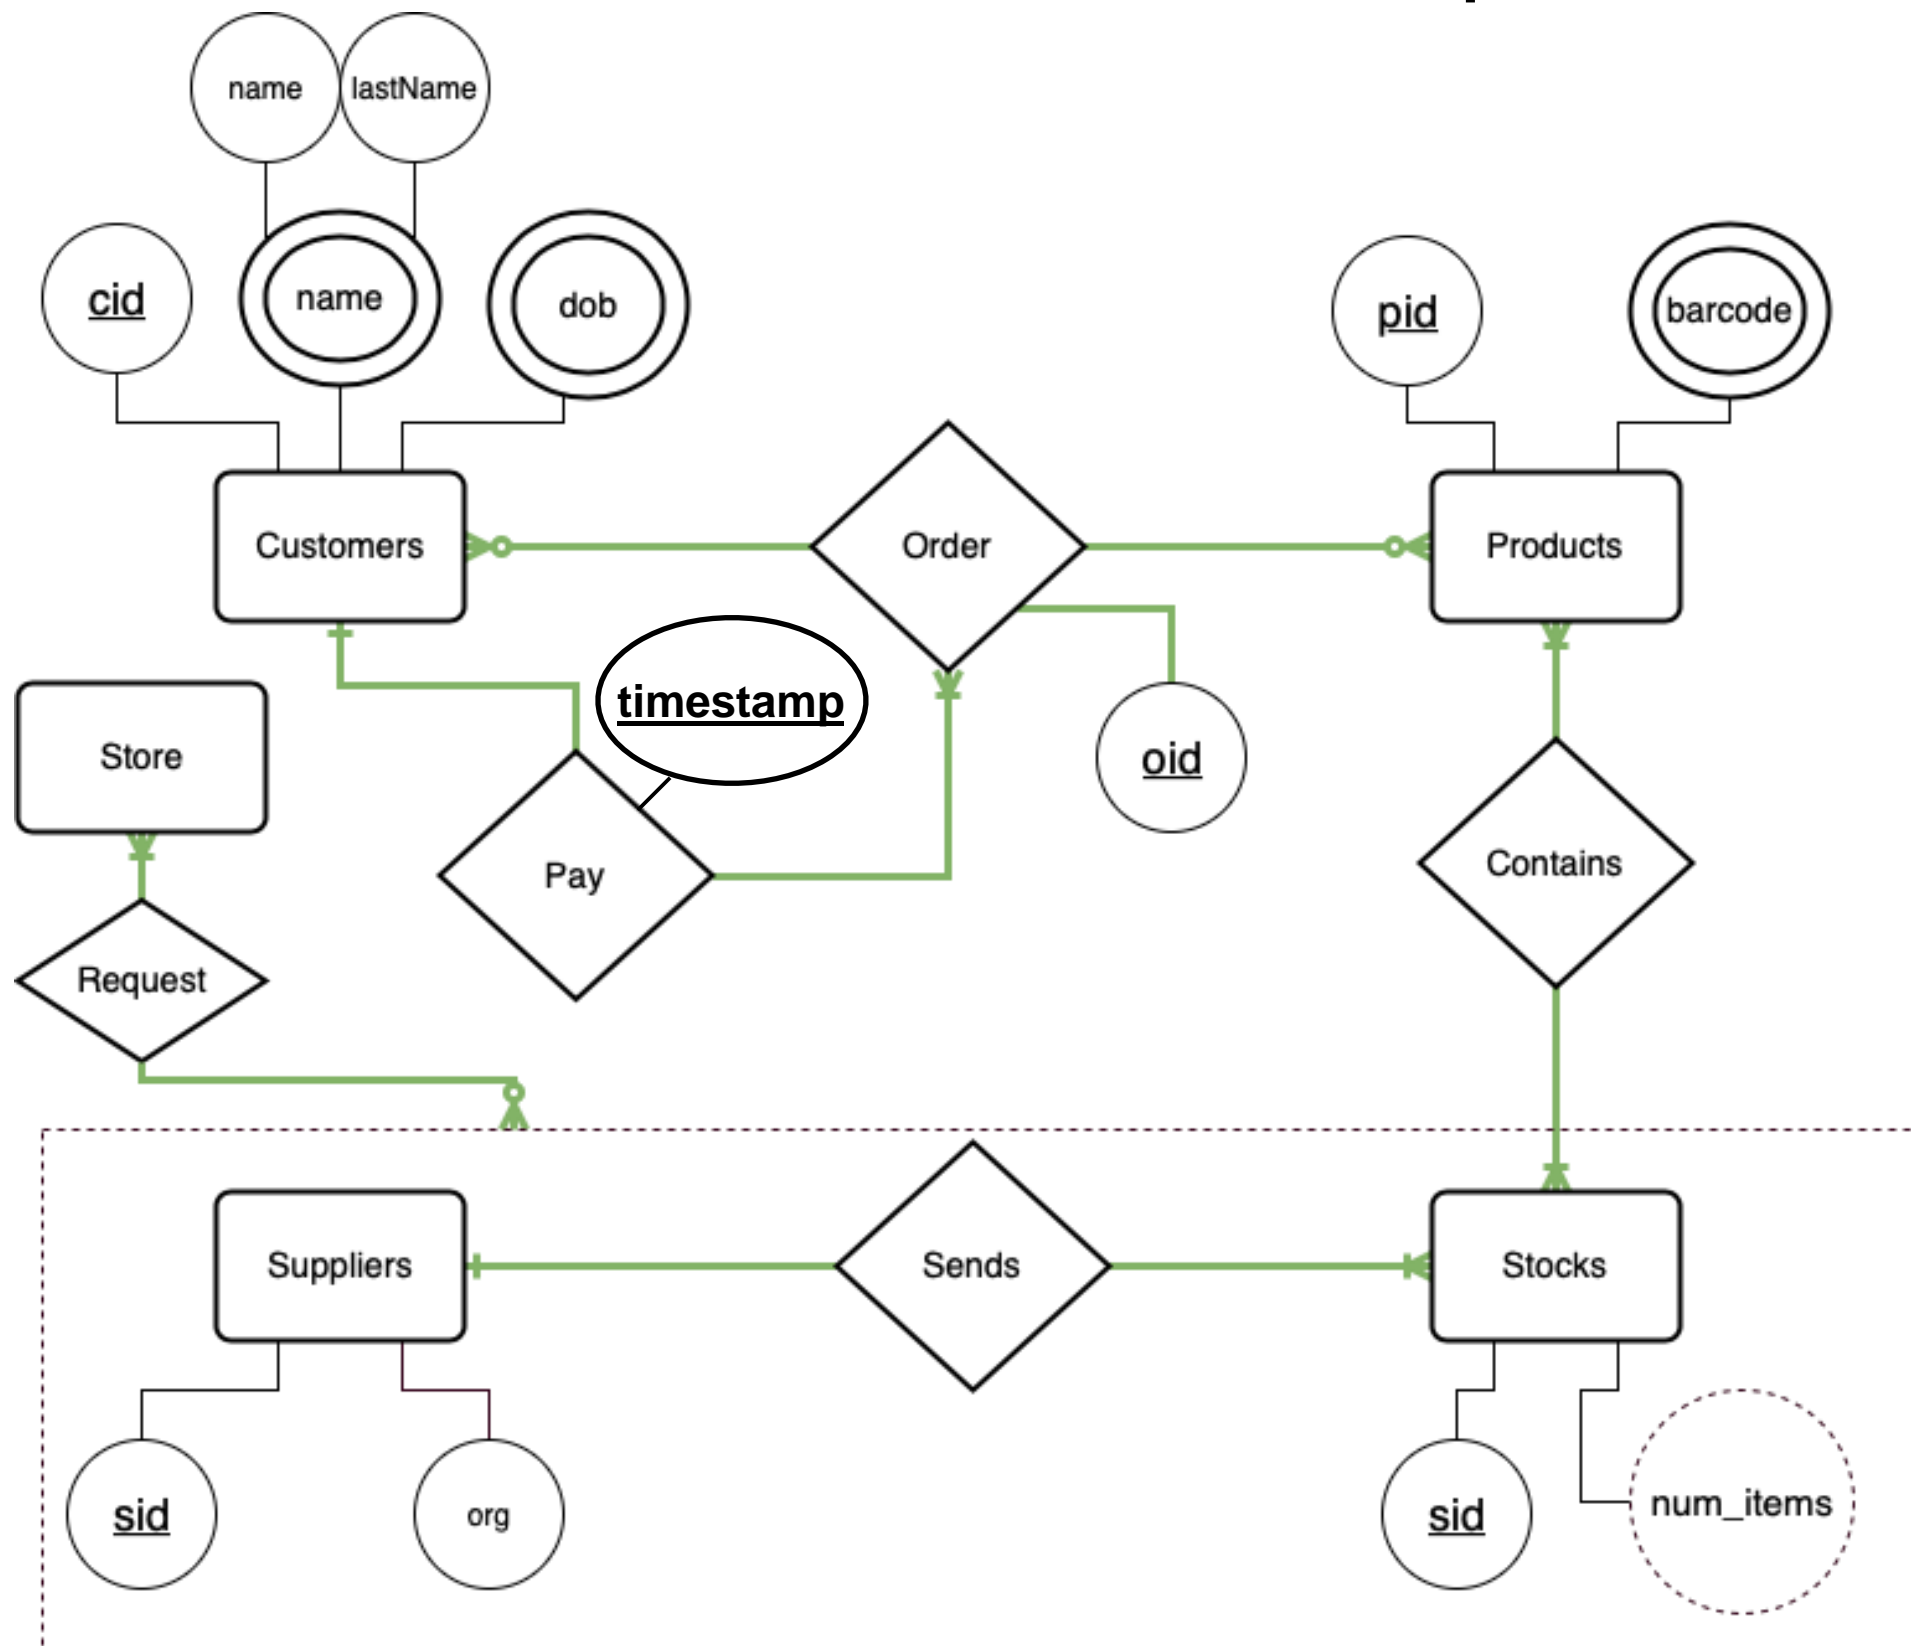 name
lastName
cid
name
dob
pid
barcode
Customers
Order
Products
timestamp
Store
oid
Pay
Contains
Request
Suppliers
Sends
Stocks
sid
org
sid
num_items